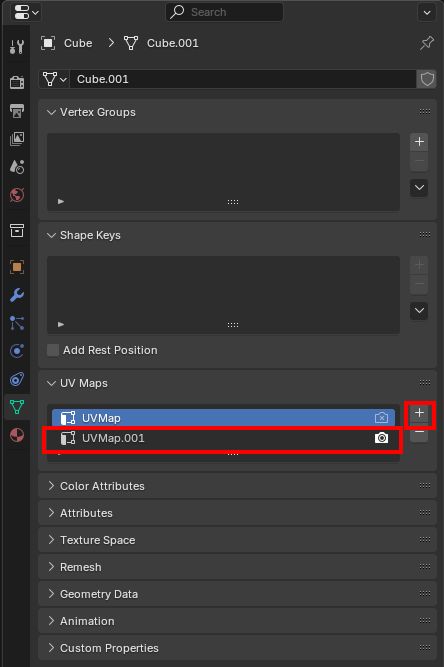 Search
Cube
Cube.001
Cube.001
Vertex Groups
Shape Keys
Add Rest Position
UV Maps
UVMap
UVMap.001
Color Attributes
Attributes
Texture Space
Remesh
Geometry Data
Animation
Custom Properties